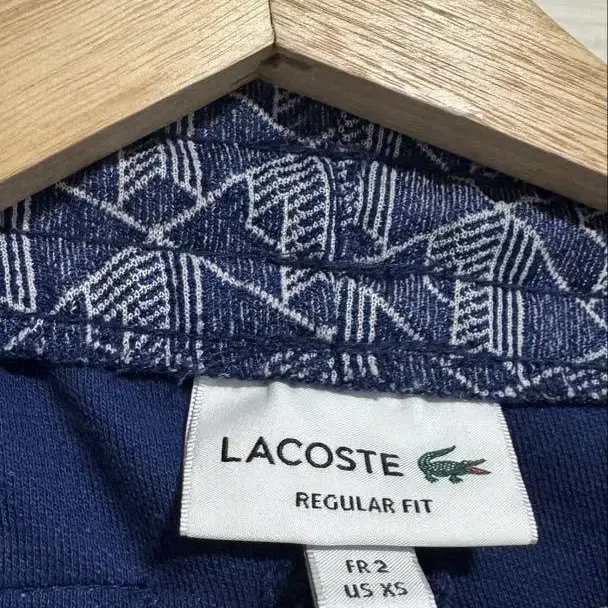 LACOSTE
REGULAR FIT
FR 2
US XS